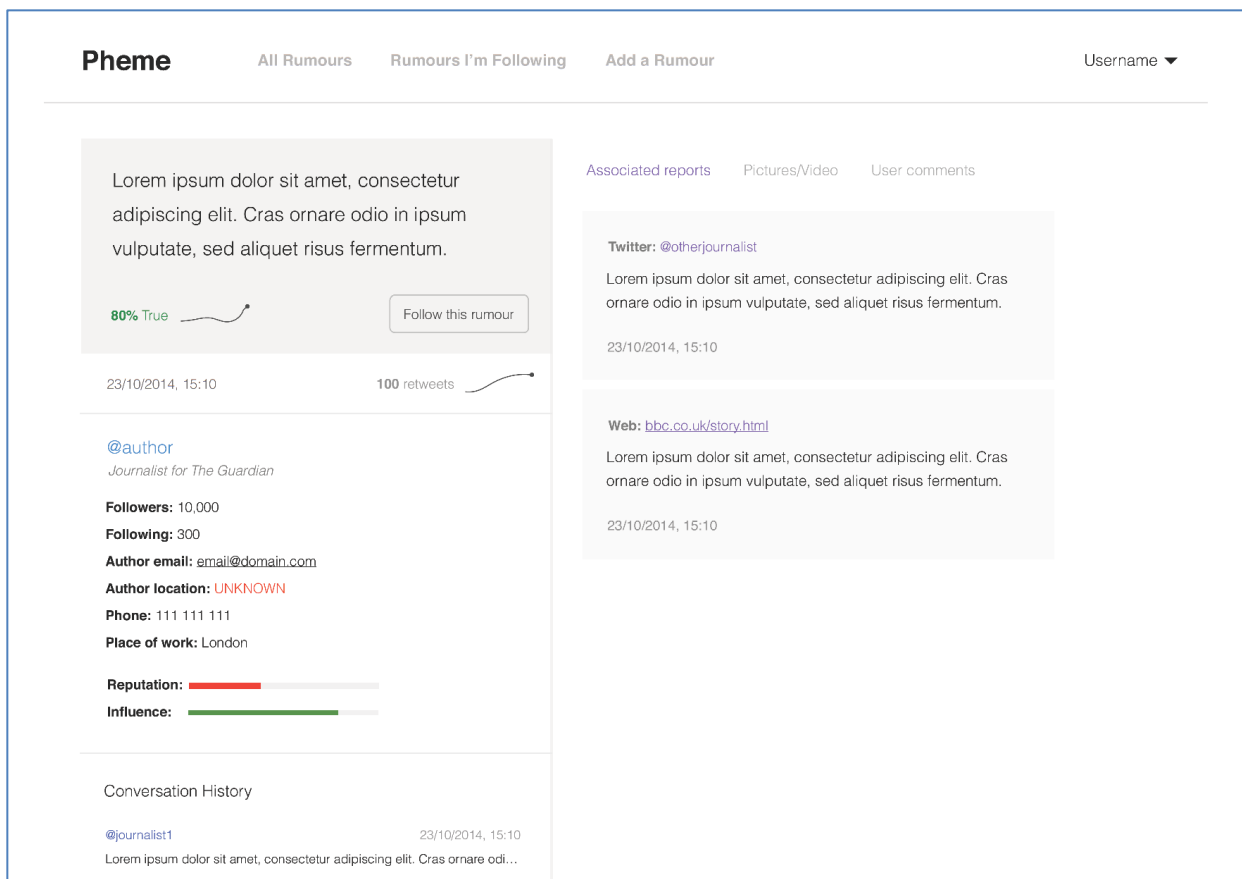 Pheme All Rumours Rumours I'm Following Add a Rumour Username
Lorem ipsum dolor sit amet, consectetur
adipiscing elit. Cras ornare odio in ipsum
vulputate, sed aliquet risus fermentum.
80% True Follow this rumour
23/10/2014, 15:10 100 retweets
@author
Journalist for The Guardian
Followers: 10,000
Following: 300
Author email: email@domain.com
Author location: UNKNOWN
Phone: 111 111 111
Place of work: London
Reputation:
Influence:
Conversation History
@journalist1 23/10/2014, 15:10
Lorem ipsum dolor sit amet, consectetur adipiscing elit. Cras ornare odi...
Associated reports Pictures/Video User comments
Twitter: @otherjournalist
Lorem ipsum dolor sit amet, consectetur adipiscing elit. Cras
ornare odio in ipsum vulputate, sed aliquet risus fermentum.
23/10/2014, 15:10
Web: bbc.co.uk/story.html
Lorem ipsum dolor sit amet, consectetur adipiscing elit. Cras
ornare odio in ipsum vulputate, sed aliquet risus fermentum.
23/10/2014, 15:10